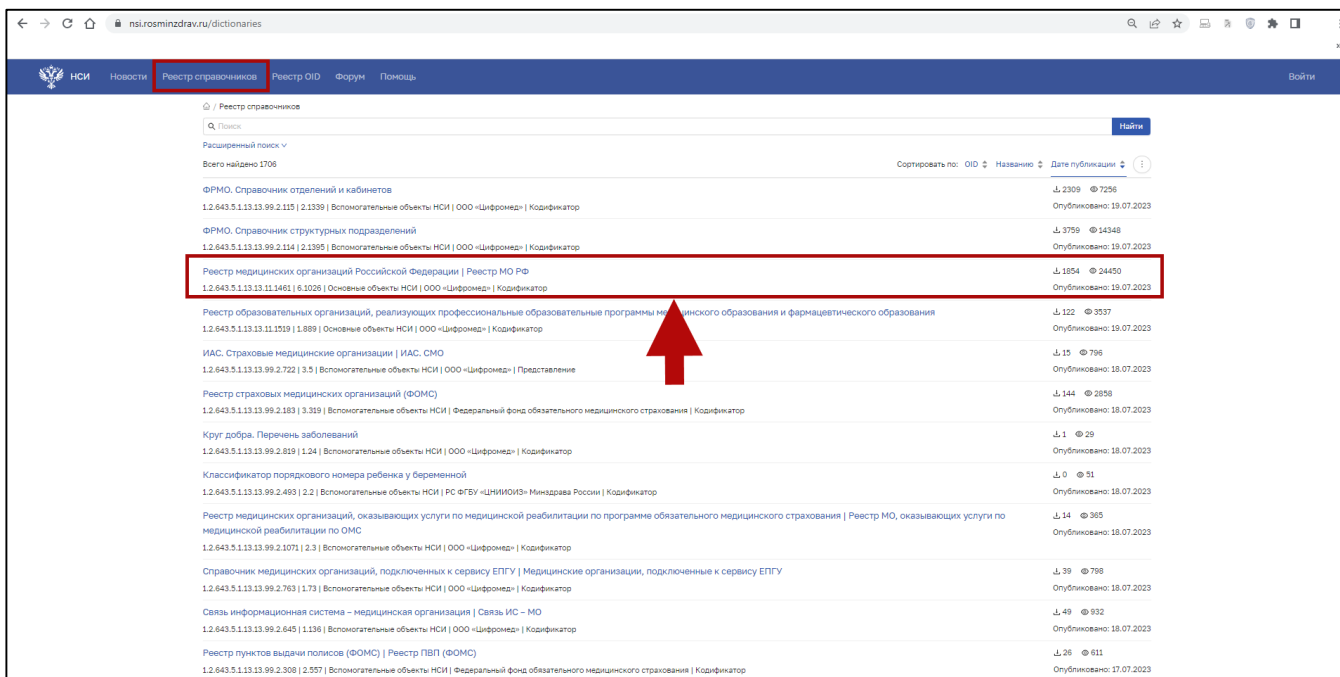 nsi.rosminzdrav.ru/dictionaries
НСИ Новости Реестр справочников Реестр OID Форум Помощь Войти
/ Реестр справочников
Поиск Найти
Расширенный поиск
Всего найдено 1706 Сортировать по: OID Названию Дате публикации
ФРМО. Справочник отделений и кабинетов 2309 7256
1.2.643.5.1.13.13.99.2.115 | 2.1339 | Вспомогательные объекты НСИ | ООО «Цифромед» | Кодификатор Опубликовано: 19.07.2023
ФРМО. Справочник структурных подразделений 3759 14348
1.2.643.5.1.13.13.99.2.114 | 2.1395 | Вспомогательные объекты НСИ | ООО «Цифромед» | Кодификатор Опубликовано: 19.07.2023
Реестр медицинских организаций Российской Федерации | Реестр МО РФ 1854 24450
1.2.643.5.1.13.13.11.1461 | 6.1026 | Основные объекты НСИ | ООО «Цифромед» | Кодификатор Опубликовано: 19.07.2023
Реестр образовательных организаций, реализующих профессиональные образовательные программы образования и фармацевтического образования 122 3537
1.2.643.5.1.13.13.11.1519 | 1.889 | Основные объекты НСИ | ООО «Цифромед» | Кодификатор Опубликовано: 19.07.2023
ИАС. Страховые медицинские организации | ИАС. СМО 15 796
1.2.643.5.1.13.13.99.2.722 | 3.5 | Вспомогательные объекты НСИ | ООО «Цифромед» | Представление Опубликовано: 18.07.2023
Реестр страховых медицинских организаций (ФОМС) 144 2858
1.2.643.5.1.13.13.99.2.183 | 3.319 | Вспомогательные объекты НСИ | Федеральный фонд обязательного медицинского страхования | Кодификатор Опубликовано: 18.07.2023
Круг добра. Перечень заболеваний 1 29
1.2.643.5.1.13.13.99.2.819 | 1.24 | Вспомогательные объекты НСИ | ООО «Цифромед» | Кодификатор Опубликовано: 18.07.2023
Классификатор порядкового номера ребенка у беременной 0 51
1.2.643.5.1.13.13.99.2.493 | 2.2 | Вспомогательные объекты НСИ | РС ФГБУ «ЦНИИОИЗ» Минздрава России | Кодификатор Опубликовано: 18.07.2023
Реестр медицинских организаций, оказывающих услуги по медицинской реабилитации по программе обязательного медицинского страхования | Реестр МО, оказывающих услуги по 14 365
медицинской реабилитации по ОМС Опубликовано: 18.07.2023
1.2.643.5.1.13.13.99.2.1071 | 2.3 | Вспомогательные объекты НСИ | ООО «Цифромед» | Кодификатор
Справочник медицинских организаций, подключенных к сервису ЕПГУ | Медицинские организации, подключенные к сервису ЕПГУ 39 798
1.2.643.5.1.13.13.99.2.763 | 1.73 | Вспомогательные объекты НСИ | ООО «Цифромед» | Кодификатор Опубликовано: 18.07.2023
Связь информационная система – медицинская организация | Связь ИС – МО 49 932
1.2.643.5.1.13.13.99.2.645 | 1.136 | Вспомогательные объекты НСИ | ООО «Цифромед» | Кодификатор Опубликовано: 18.07.2023
Реестр пунктов выдачи полисов (ФОМС) | Реестр ПВП (ФОМС) 26 611
1.2.643.5.1.13.13.99.2.308 | 2.557 | Вспомогательные объекты НСИ | Федеральный фонд обязательного медицинского страхования | Кодификатор Опубликовано: 17.07.2023